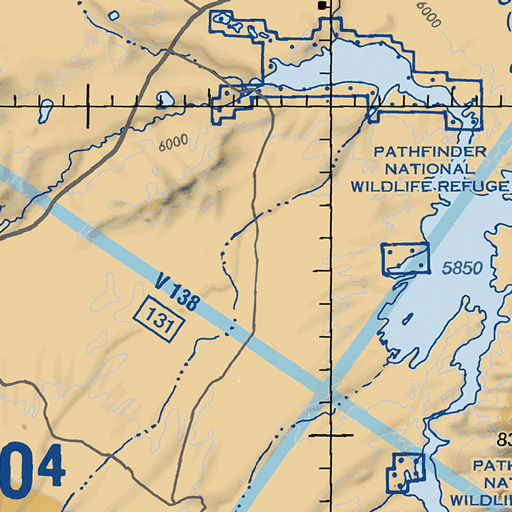 6000
6000
PATHFINDER
NATIONAL
WILDLIFE REFUGE
5850
V 138
131
04
PATH
NAT
WILDLI